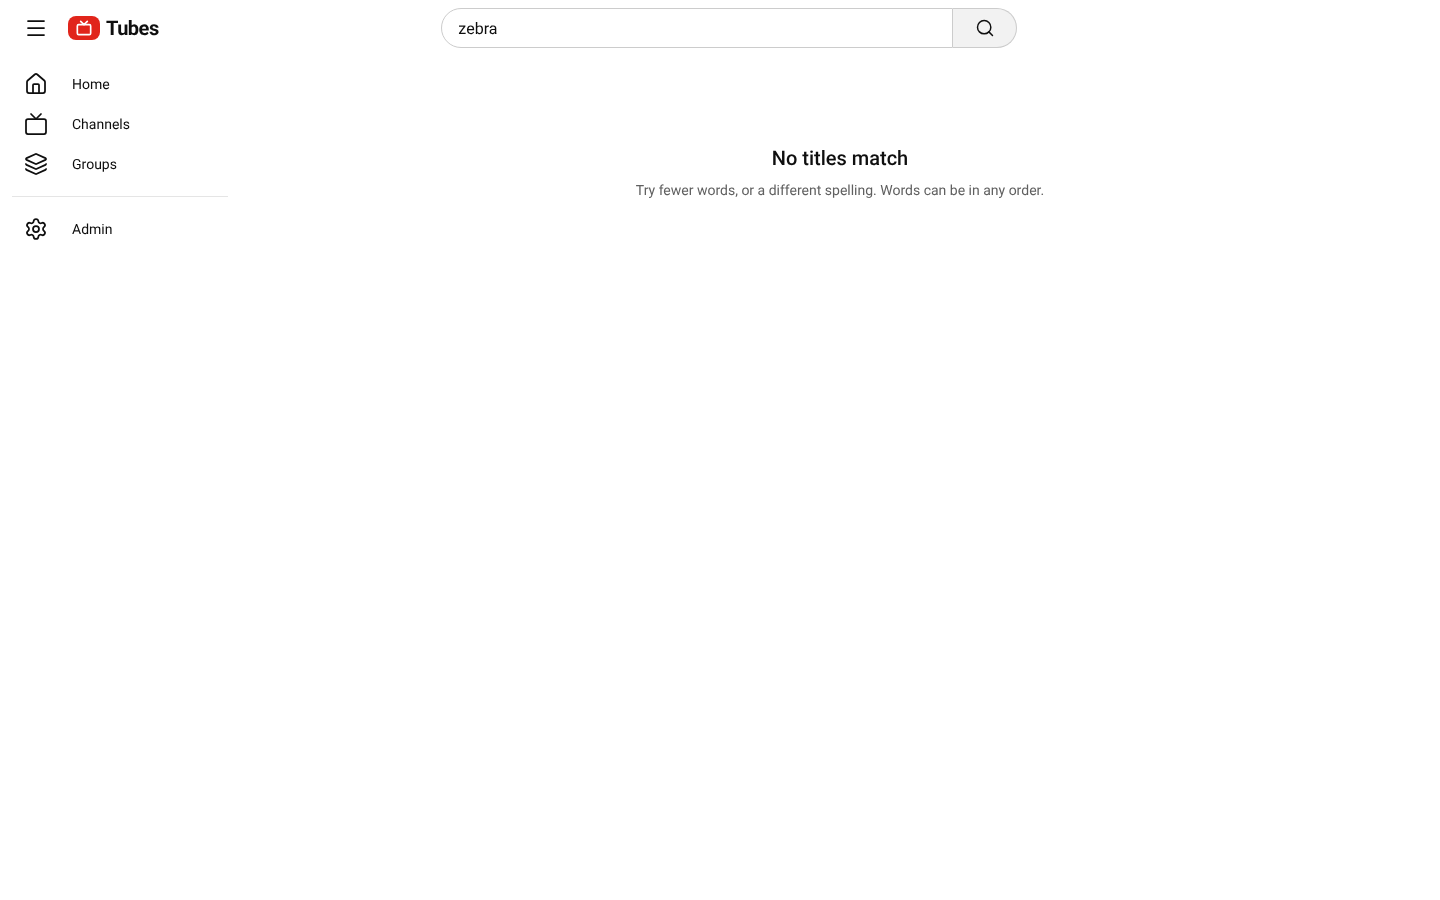 Tubes
zebra
Home
Channels
Groups
Admin
No titles match
Try fewer words, or a different spelling. Words can be in any order.